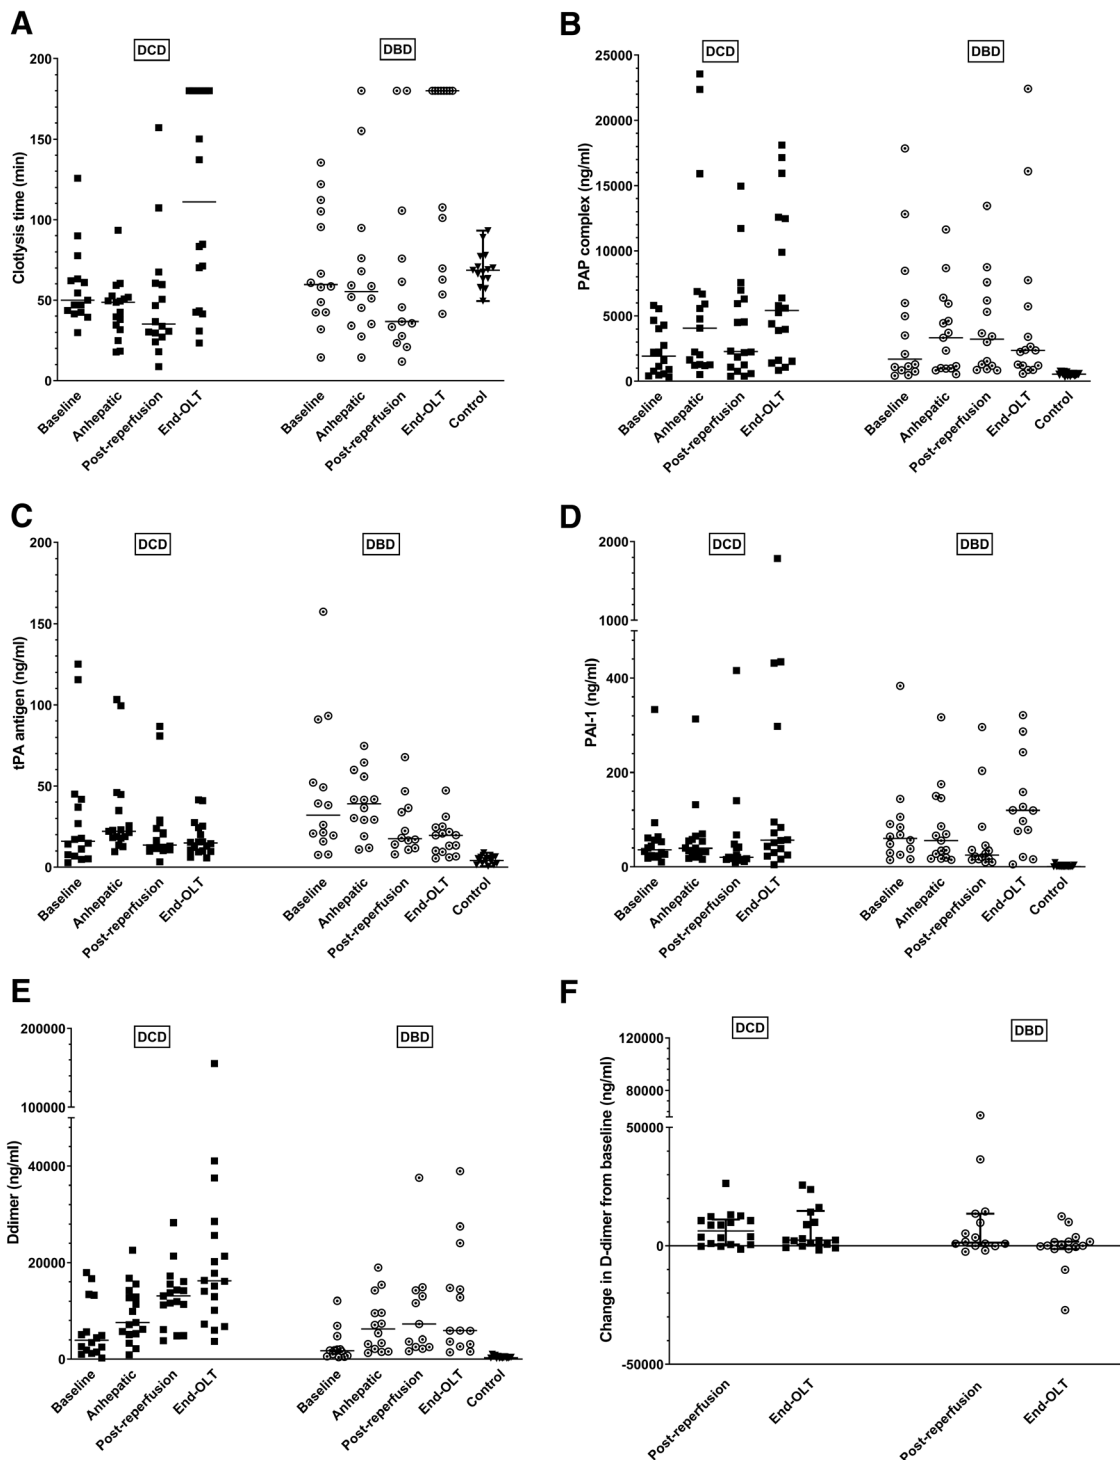 A
DCD
DBD
Clotlysis time (min)
200
150
100
50
0
Baseline
Anhepatic
Post-reperfusion
End-OLT
Baseline
Anhepatic
Post-reperfusion
End-OLT
Control
B
DCD
DBD
PAP complex (ng/ml)
25000
20000
15000
10000
5000
0
Baseline
Anhepatic
Post-reperfusion
End-OLT
Baseline
Anhepatic
Post-reperfusion
End-OLT
Control
C
DCD
DBD
tPA antigen (ng/ml)
200
150
100
50
0
Baseline
Anhepatic
Post-reperfusion
End-OLT
Baseline
Anhepatic
Post-reperfusion
End-OLT
Control
D
DCD
DBD
PAI-1 (ng/ml)
2000
1000
400
200
0
Baseline
Anhepatic
Post-reperfusion
End-OLT
Baseline
Anhepatic
Post-reperfusion
End-OLT
Control
E
DCD
DBD
Ddimer (ng/ml)
200000
100000
40000
20000
0
Baseline
Anhepatic
Post-reperfusion
End-OLT
Baseline
Anhepatic
Post-reperfusion
End-OLT
Control
F
DCD
DBD
Change in D-dimer from baseline (ng/ml)
120000
80000
50000
0
-50000
Post-reperfusion
End-OLT
Post-reperfusion
End-OLT